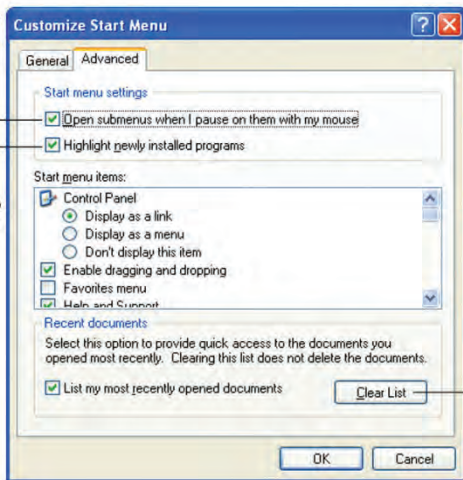 Customize Start Menu
General Advanced
Start menu settings
Open submenus when I pause on them with my mouse
Highlight newly installed programs
Start menu items:
Control Panel
Display as a link
Display as a menu
Don't display this item
Enable dragging and dropping
Favorites menu
Help and Support
Recent documents
Select this option to provide quick access to the documents you
opened most recently. Clearing this list does not delete the documents.
List my most recently opened documents
Clear List
OK Cancel